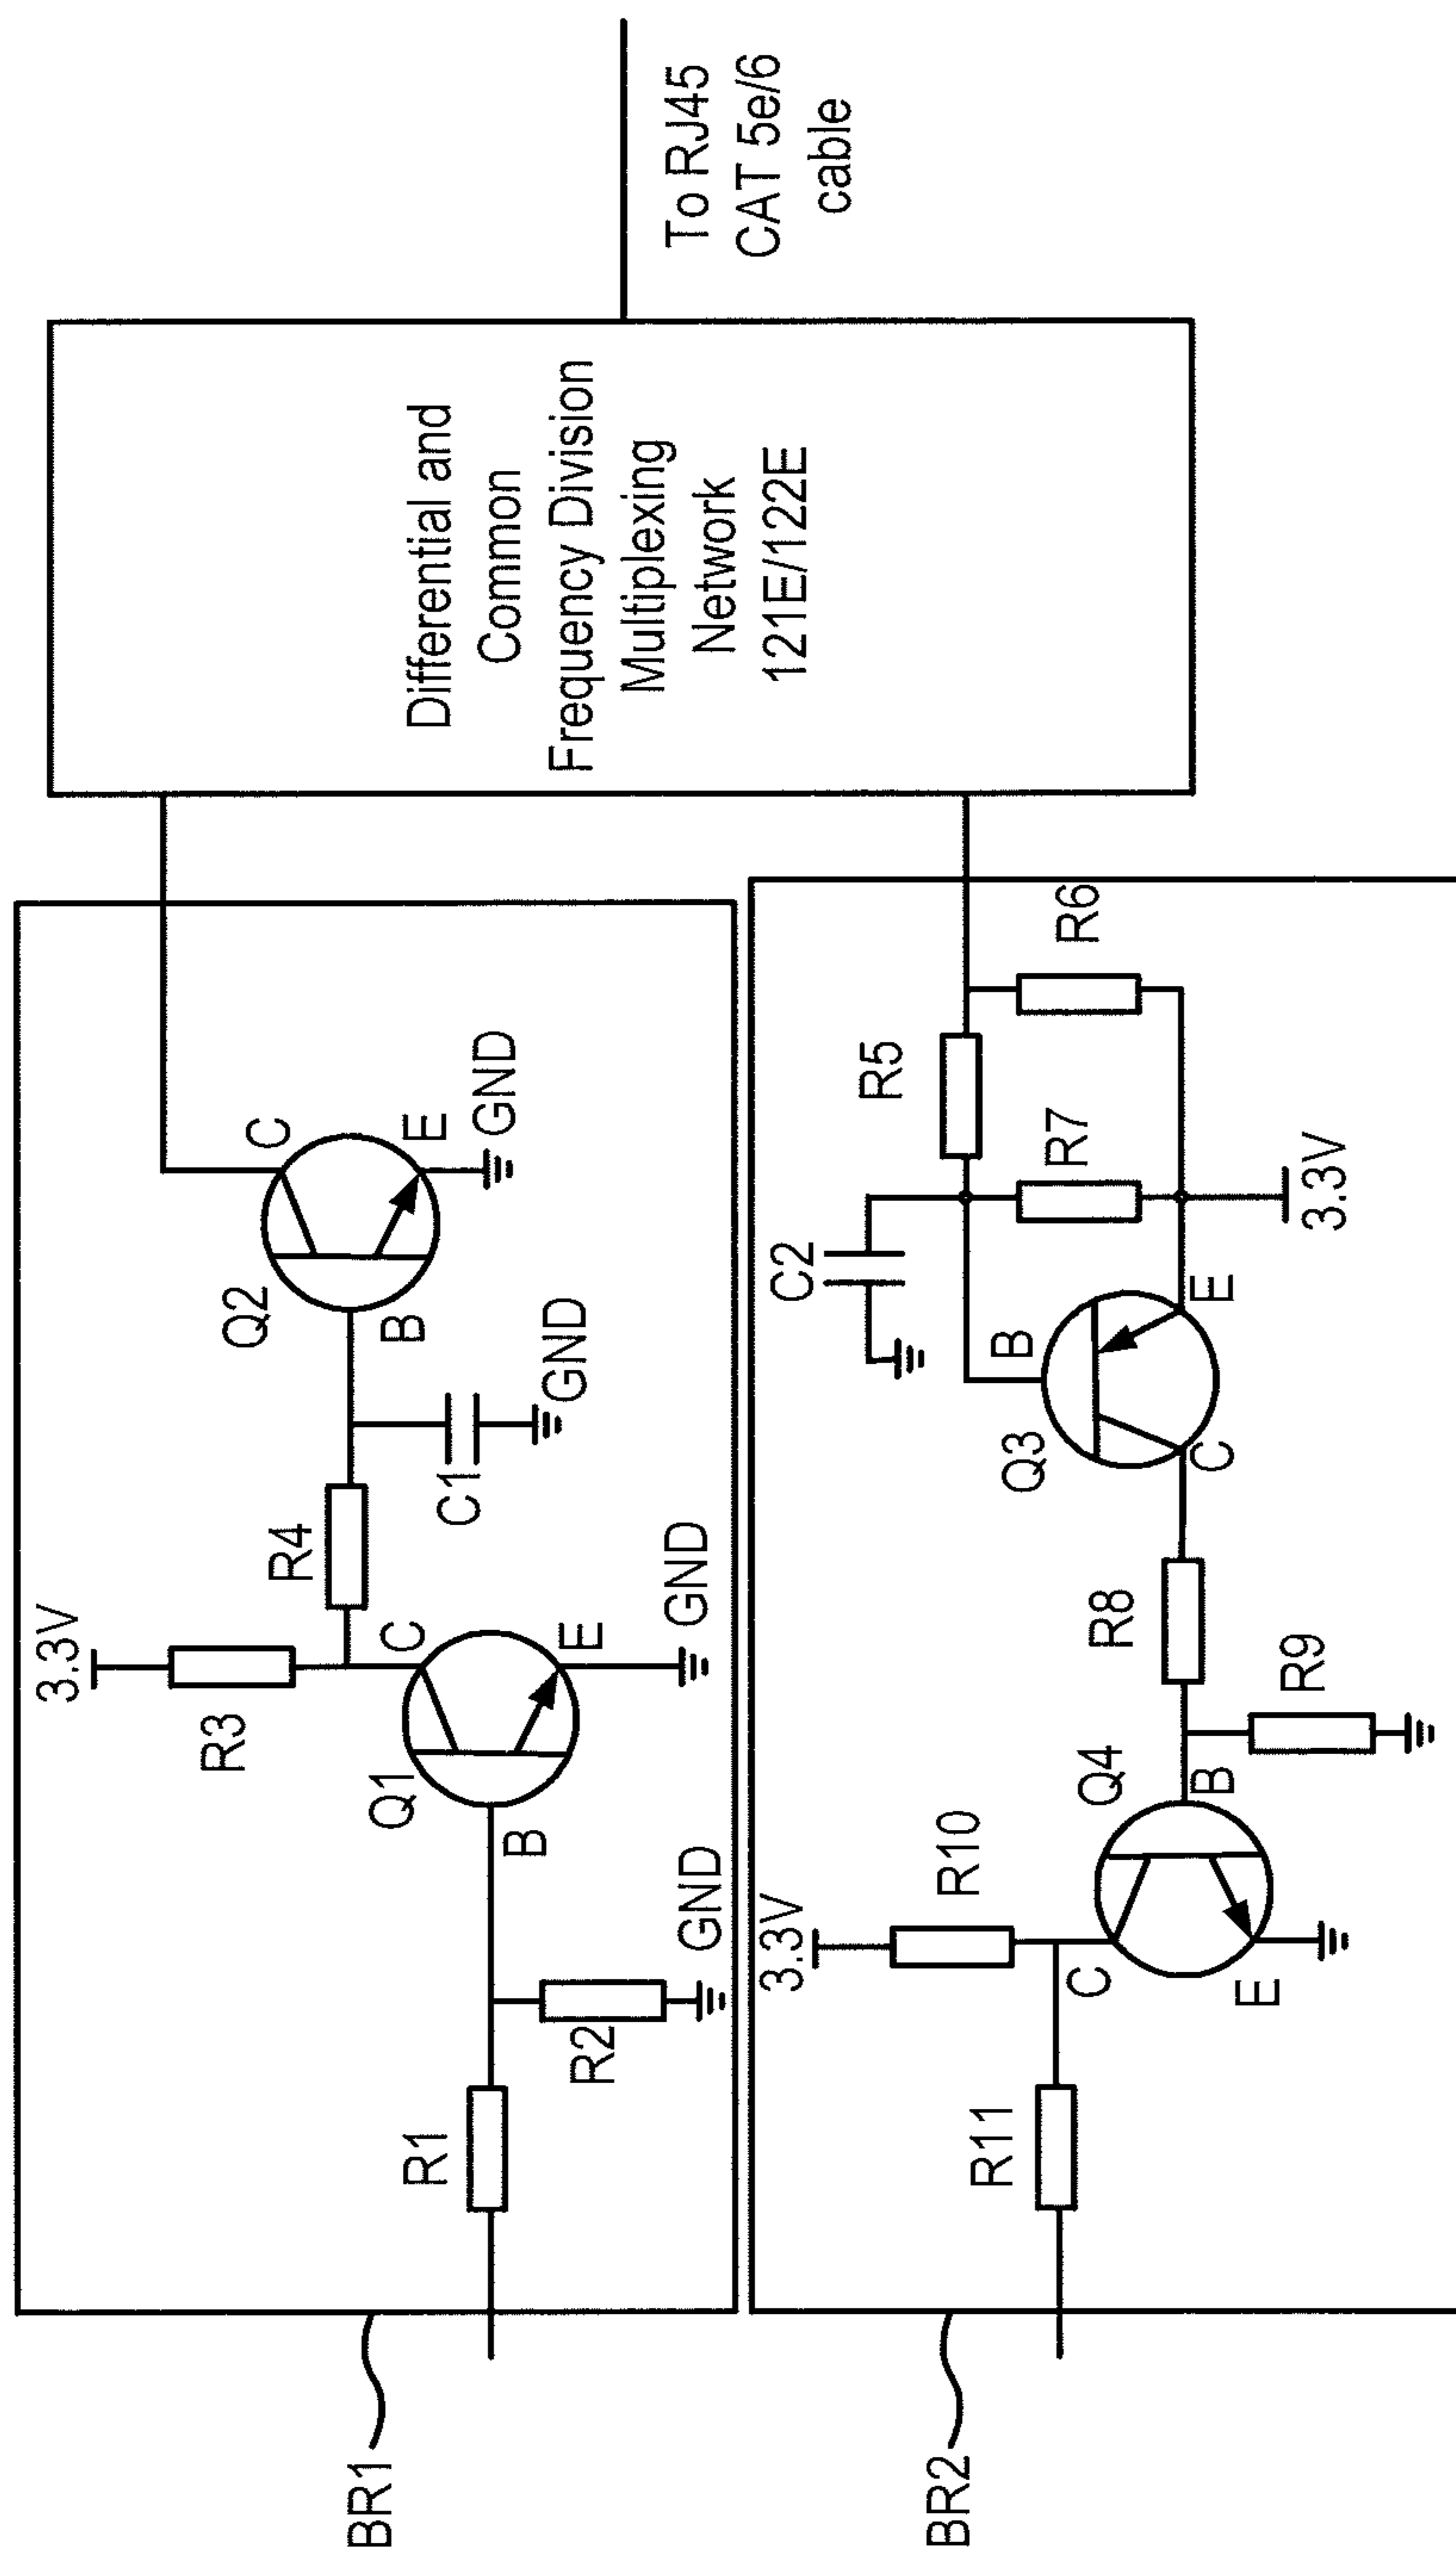 BR1
R1
R2
GND
B
Q1
C
E
GND
3.3V
R3
R4
C1
GND
Q2
B
C
E
GND
BR2
R11
3.3V
R10
C
E
Q4
B
R9
R8
Q3
C
B
E
C2
R5
R7
3.3V
R6
Differential and
Common
Frequency Division
Multiplexing
Network
121E/122E
To RJ45
CAT 5e/6
cable